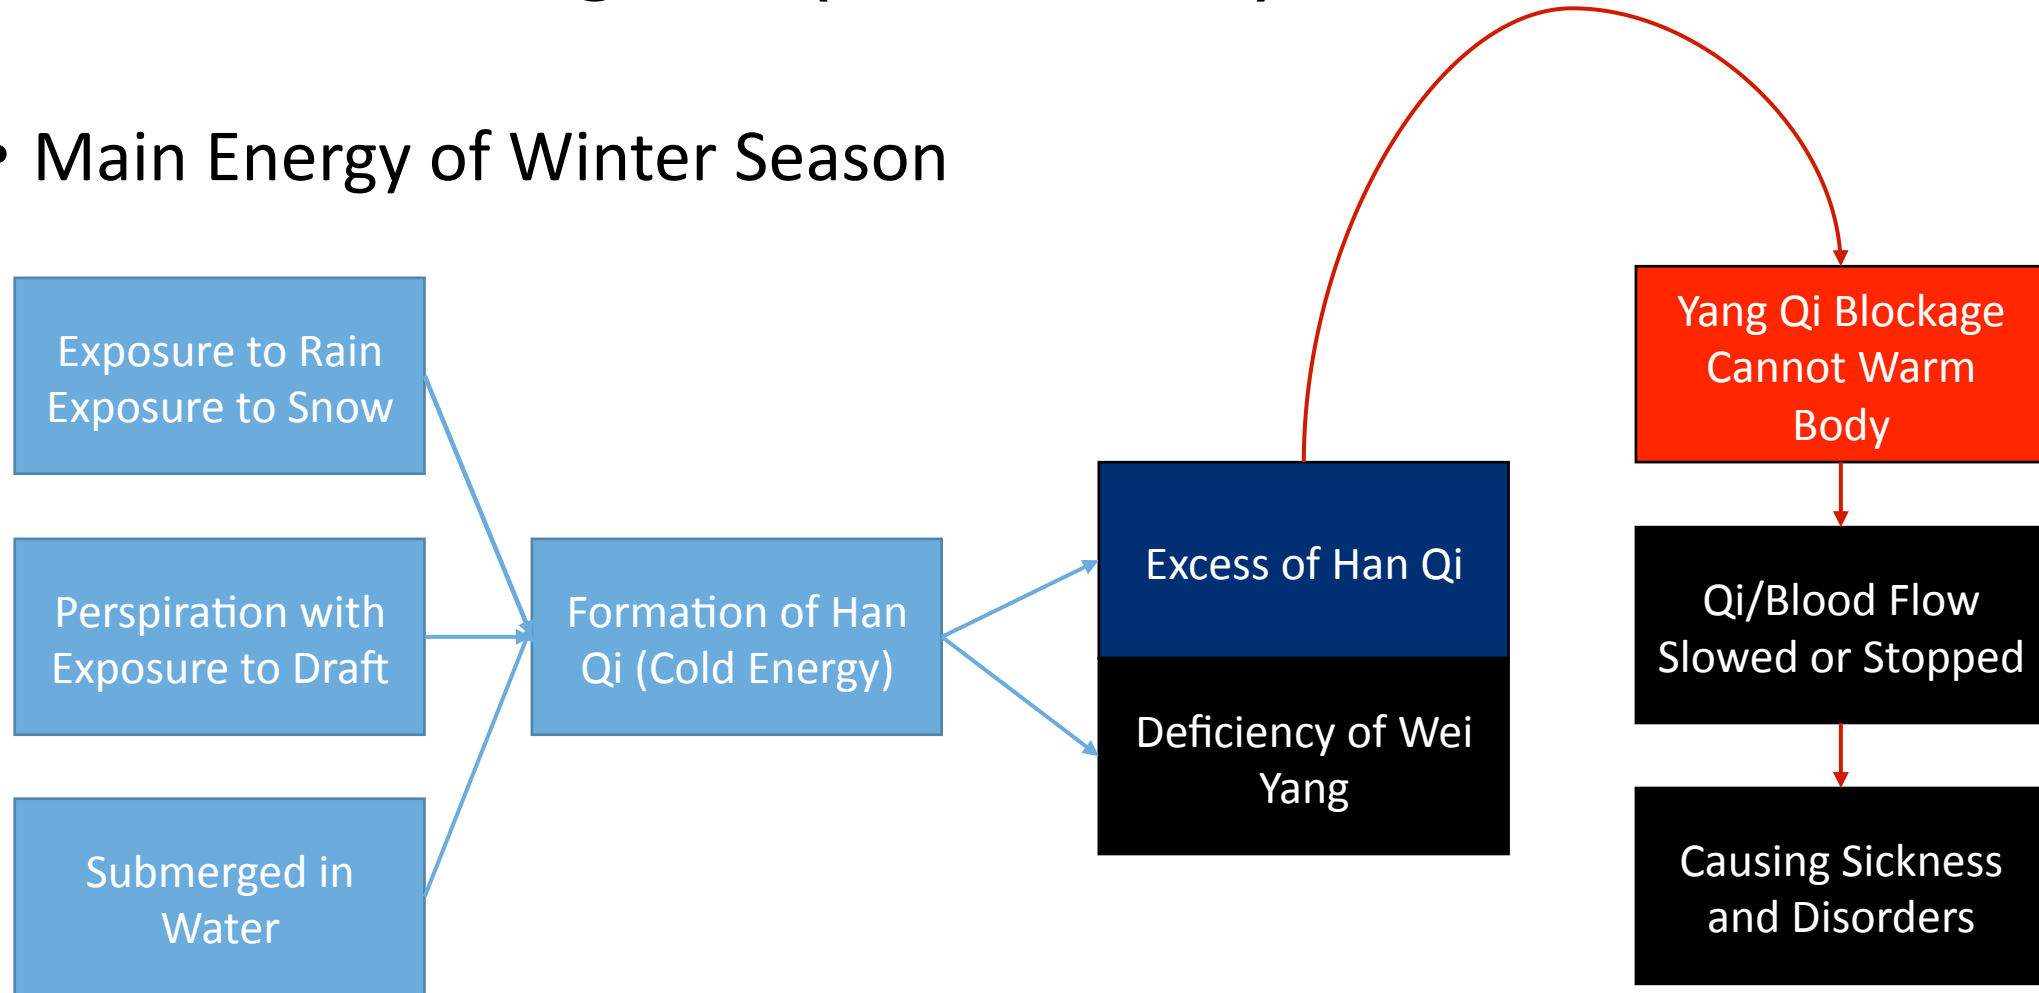 • Main Energy of Winter Season
Exposure to Rain
Exposure to Snow
Perspiration with
Exposure to Draft
Submerged in
Water
Formation of Han
Qi (Cold Energy)
Excess of Han Qi
Deficiency of Wei
Yang
Yang Qi Blockage
Cannot Warm
Body
Qi/Blood Flow
Slowed or Stopped
Causing Sickness
and Disorders